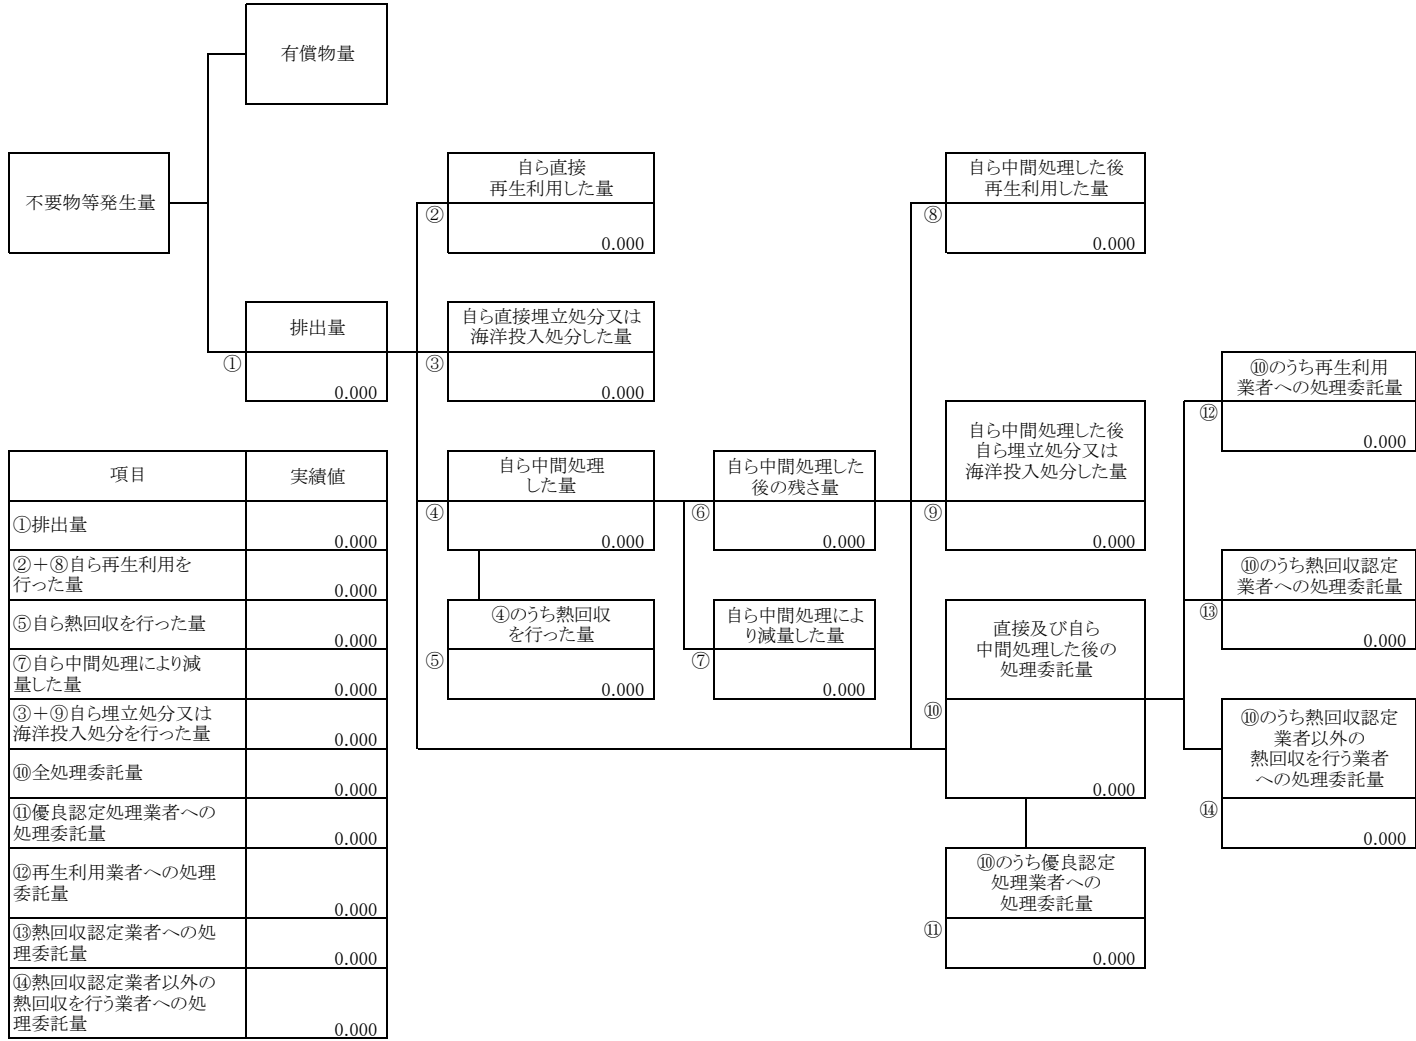 有償物量
不要物等発生量
排出量
①
0.000
自ら直接
再生利用した量
②
0.000
自ら直接埋立処分又は
海洋投入処分した量
③
0.000
自ら中間処理
した量
④
0.000
④のうち熱回収
を行った量
⑤
0.000
自ら中間処理した
後の残さ量
⑥
0.000
自ら中間処理によ
り減量した量
⑦
0.000
自ら中間処理した後
再生利用した量
⑧
0.000
自ら中間処理した後
自ら埋立処分又は
海洋投入処分した量
⑨
0.000
直接及び自ら
中間処理した後の
処理委託量
⑩
0.000
⑩のうち優良認定
処理業者への
処理委託量
⑪
0.000
⑩のうち再生利用
業者への処理委託量
⑫
0.000
⑩のうち熱回収認定
業者への処理委託量
⑬
0.000
⑩のうち熱回収認定
業者以外の
熱回収を行う業者
への処理委託量
⑭
0.000
項目 実績値
①排出量
0.000
②＋⑧自ら再生利用を
行った量
0.000
⑤自ら熱回収を行った量
0.000
⑦自ら中間処理により減
量した量
0.000
③＋⑨自ら埋立処分又は
海洋投入処分を行った量
0.000
⑩全処理委託量
0.000
⑪優良認定処理業者への
処理委託量
0.000
⑫再生利用業者への処理
委託量
0.000
⑬熱回収認定業者への処
理委託量
0.000
⑭熱回収認定業者以外の
熱回収を行う業者への処
理委託量
0.000